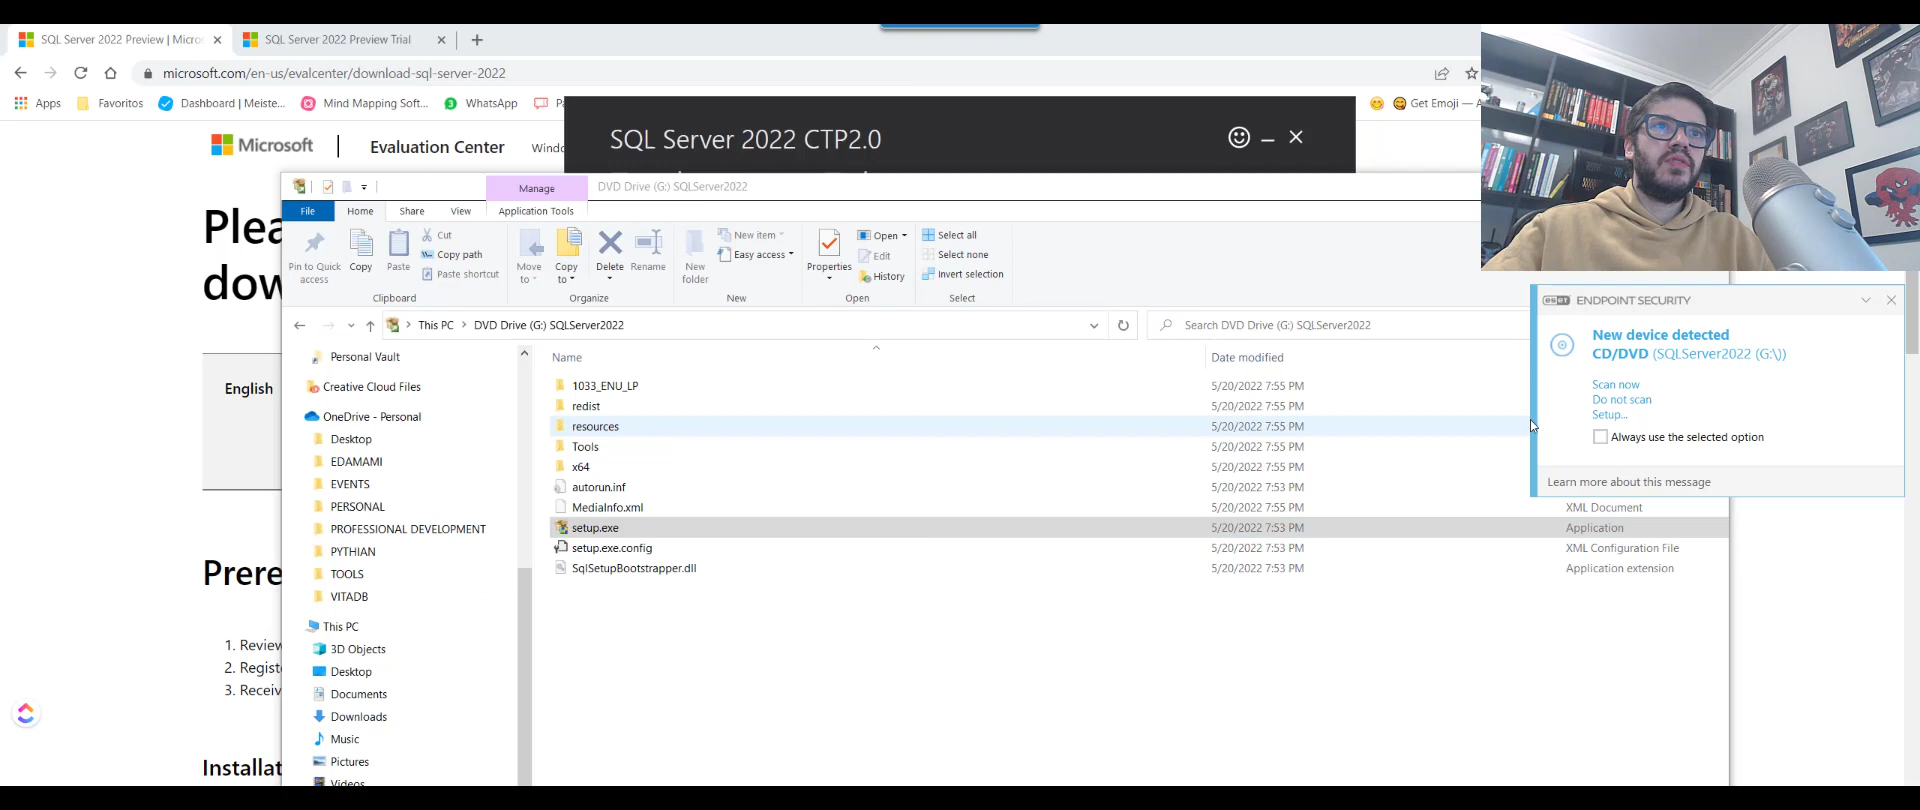 SQL Server 2022 Preview | Micros
SQL Server 2022 Preview Trial
microsoft.com/en-us/evalcenter/download-sql-server-2022
Apps
Favoritos
Dashboard | Meiste...
Mind Mapping Soft...
WhatsApp
Get Emoji —
Microsoft
Evaluation Center
Windo
SQL Server 2022 CTP2.0
Manage
DVD Drive (G:) SQLServer2022
File
Home
Share
View
Application Tools
Pin to Quick access
Copy
Paste
Cut
Copy path
Paste shortcut
Clipboard
Move to
Copy to
Delete
Rename
Organize
New folder
New item
Easy access
New
Properties
Open
Edit
History
Open
Select all
Select none
Invert selection
Select
This PC
DVD Drive (G:) SQLServer2022
Search DVD Drive (G:) SQLServer2022
Plea
dow
English
Prere
1. Review
2. Regist
3. Receiv
Installat
Personal Vault
Creative Cloud Files
OneDrive - Personal
Desktop
EDAMAMI
EVENTS
PERSONAL
PROFESSIONAL DEVELOPMENT
PYTHIAN
TOOLS
VITADB
This PC
3D Objects
Desktop
Documents
Downloads
Music
Pictures
Videos
Name
Date modified
1033_ENU_LP
5/20/2022 7:55 PM
redist
5/20/2022 7:55 PM
resources
5/20/2022 7:55 PM
Tools
5/20/2022 7:55 PM
x64
5/20/2022 7:55 PM
autorun.inf
5/20/2022 7:53 PM
MediaInfo.xml
5/20/2022 7:55 PM
XML Document
setup.exe
5/20/2022 7:53 PM
Application
setup.exe.config
5/20/2022 7:53 PM
XML Configuration File
SqlSetupBootstrapper.dll
5/20/2022 7:53 PM
Application extension
eset ENDPOINT SECURITY
New device detected
CD/DVD (SQLServer2022 (G:\))
Scan now
Do not scan
Setup...
Always use the selected option
Learn more about this message